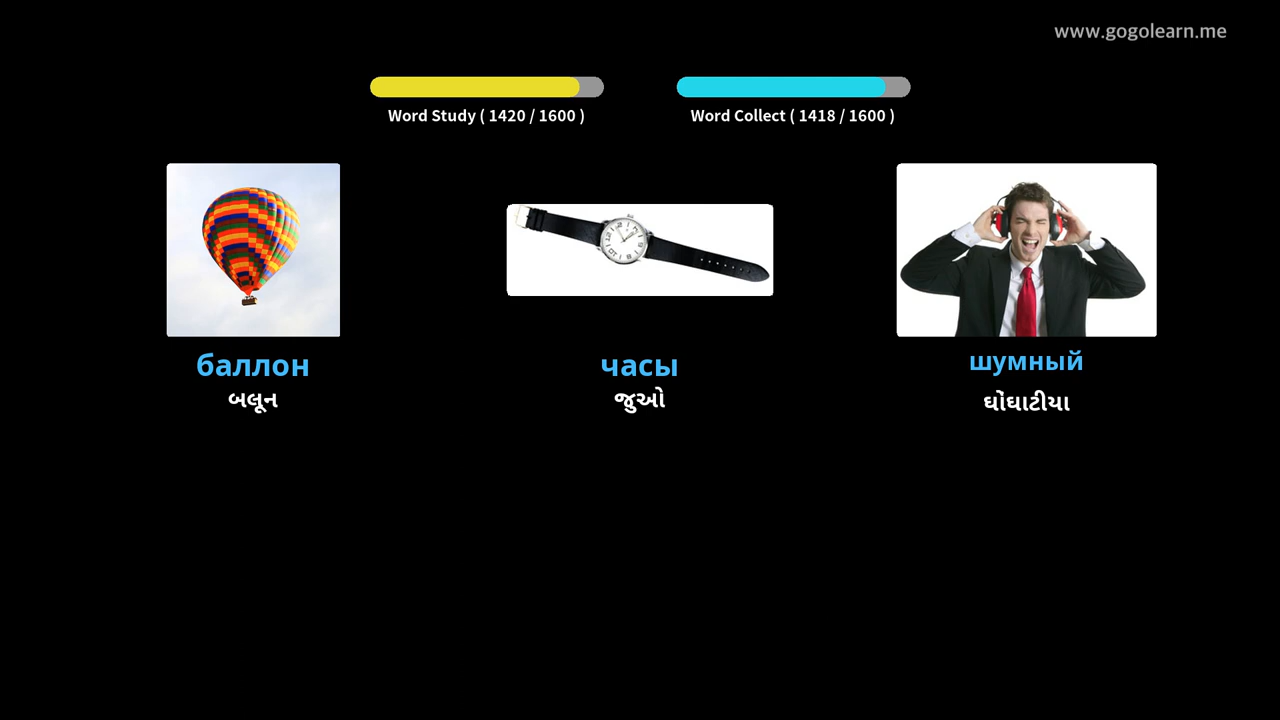 www.gogolearn.me
Word Study ( 1420 / 1600 )
Word Collect ( 1418 / 1600 )
баллон
બલૂન
часы
જુઓ
шумный
ઘોંઘાટીયા